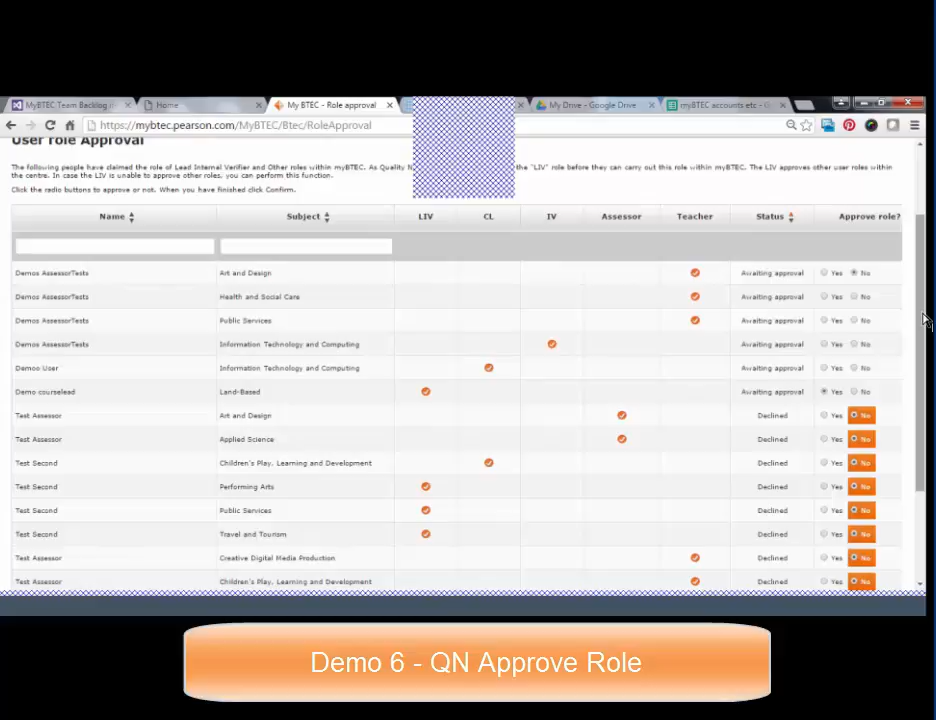 MyBTEC Team Backlog
Home
My BTEC - Role approval
My Drive - Google Drive
myBTEC accounts etc - G
https://mybtec.pearson.com/MyBTEC/Btec/RoleApproval
User role Approval
The following people have claimed the role of Lead Internal Verifier and Other roles within myBTEC. As Quality N the "LIV" role before they can carry out this role within myBTEC. The LIV approves other user roles within
the centre. In case the LIV is unable to approve other roles, you can perform this function.
Click the radio buttons to approve or not. When you have finished click Confirm.
Name Subject LIV CL IV Assessor Teacher Status Approve role?
Demos AssessorTests Art and Design Awaiting approval Yes No
Demos AssessorTests Health and Social Care Awaiting approval Yes No
Demos AssessorTests Public Services Awaiting approval Yes No
Demos AssessorTests Information Technology and Computing Awaiting approval Yes No
Demoo User Information Technology and Computing Awaiting approval Yes No
Demo courselead Land-Based Awaiting approval Yes No
Test Assessor Art and Design Declined Yes No
Test Assessor Applied Science Declined Yes No
Test Second Children's Play, Learning and Development Declined Yes No
Test Second Performing Arts Declined Yes No
Test Second Public Services Declined Yes No
Test Second Travel and Tourism Declined Yes No
Test Assessor Creative Digital Media Production Declined Yes No
Test Assessor Children's Play, Learning and Development Declined Yes No
Demo 6 - QN Approve Role